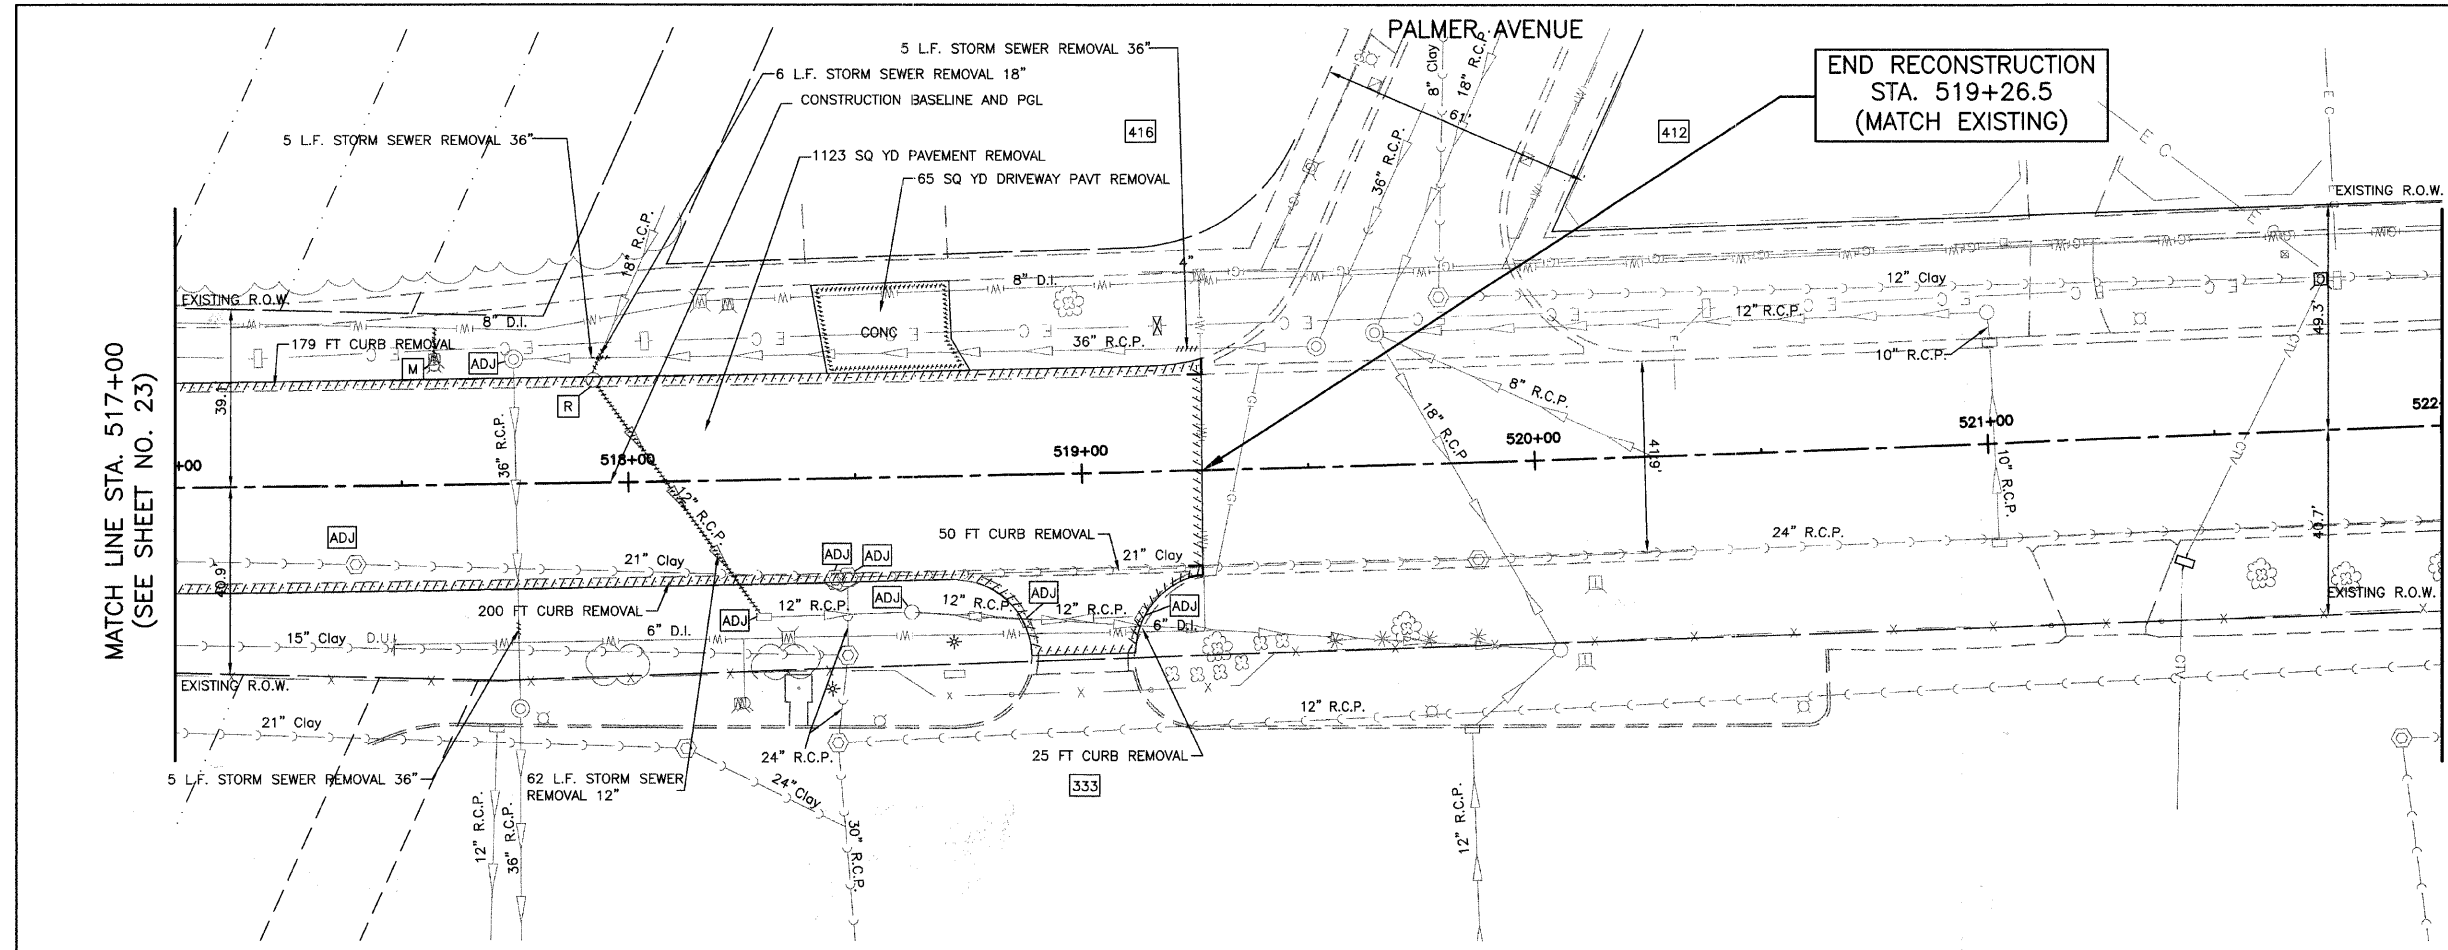 PALMER AVENUE
5 L.F. STORM SEWER REMOVAL 36"
6 L.F. STORM SEWER REMOVAL 18"
CONSTRUCTION BASELINE AND PGL
5 L.F. STORM SEWER REMOVAL 36"
1123 SQ YD PAVEMENT REMOVAL
65 SQ YD DRIVEWAY PAVT REMOVAL
416
8" Clay
18" R.C.P.
61'
36" R.C.P.
412
END RECONSTRUCTION
STA. 519+26.5
(MATCH EXISTING)
E C
E C
E
EXISTING R.O.W.
18" R.C.P.
EXISTING R.O.W.
8" D.I.
8" D.I.
4"
12" Clay
12" R.C.P.
10" R.C.P.
49.3'
CTV
179 FT CURB REMOVAL
M
ADJ
CONC
36" R.C.P.
R
MATCH LINE STA. 517+00
(SEE SHEET NO. 23)
36" R.C.P.
8" R.C.P.
18" R.C.P.
+00
518+00
519+00
520+00
521+00
522
41.9'
10" R.C.P.
CTV
12" R.C.P.
ADJ
21" Clay
ADJ
ADJ
50 FT CURB REMOVAL
21" Clay
24" R.C.P.
40.7'
40.9'
200 FT CURB REMOVAL
ADJ
12" R.C.P.
ADJ
12" R.C.P.
ADJ
12" R.C.P.
ADJ
EXISTING R.O.W.
15" Clay
D.U.
6" D.I.
6" D.I.
EXISTING R.O.W.
21" Clay
24" R.C.P.
12" R.C.P.
25 FT CURB REMOVAL
CTV
5 L.F. STORM SEWER REMOVAL 36"
62 L.F. STORM SEWER
REMOVAL 12"
24" Clay
333
12" R.C.P.
36" R.C.P.
30" R.C.P.
12" R.C.P.